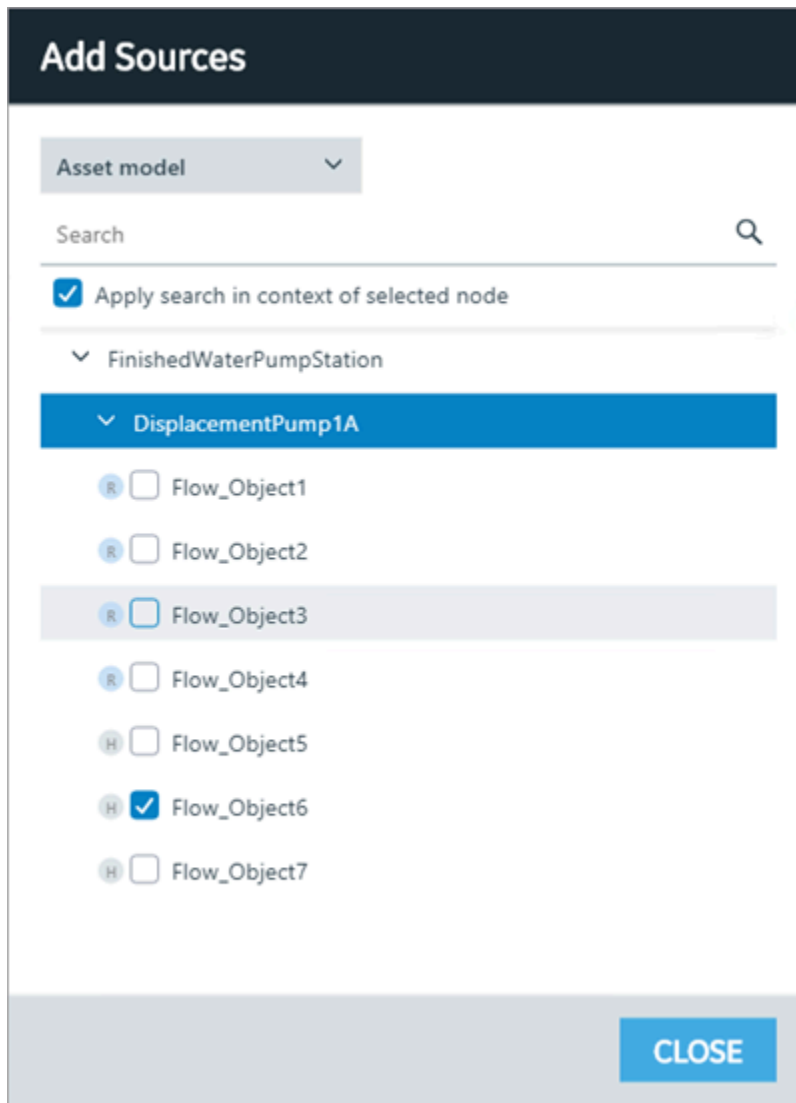 Add Sources
Asset model
Search
Apply search in context of selected node
FinishedWaterPumpStation
DisplacementPump1A
R Flow_Object1
R Flow_Object2
R Flow_Object3
R Flow_Object4
H Flow_Object5
H Flow_Object6
H Flow_Object7
CLOSE